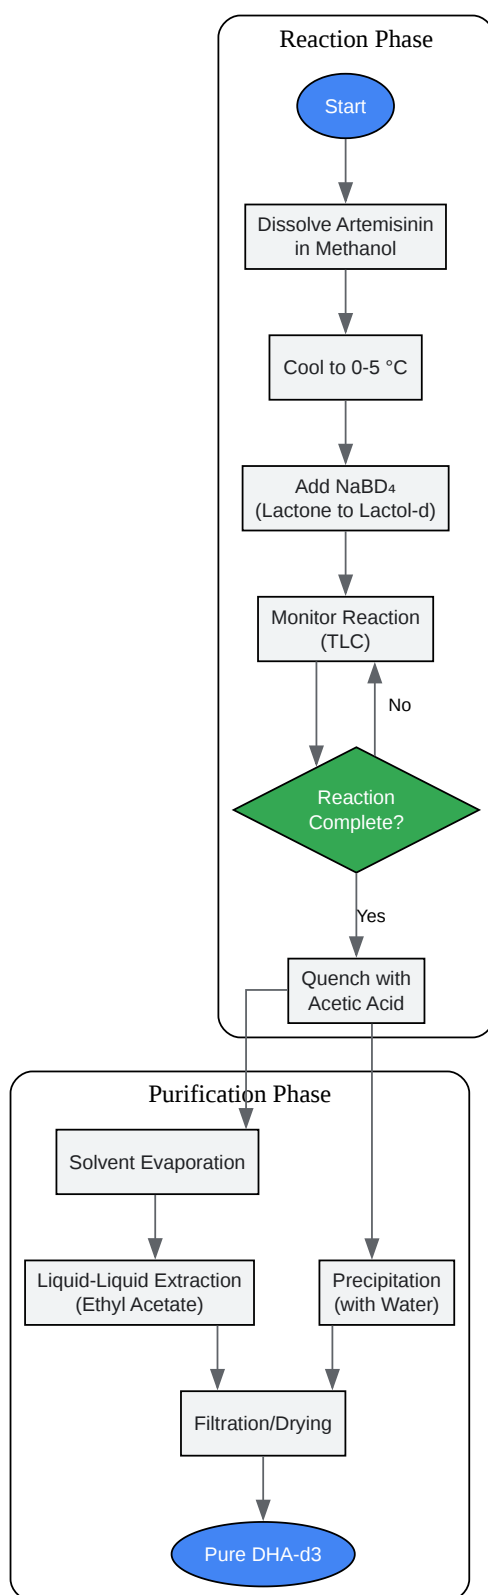 Reaction Phase
Start
Dissolve Artemisinin
in Methanol
Cool to 0-5 °C
Add NaBD₄
(Lactone to Lactol-d)
Monitor Reaction
(TLC)
No
Reaction
Complete?
Yes
Quench with
Acetic Acid
Purification Phase
Solvent Evaporation
Liquid-Liquid Extraction
(Ethyl Acetate)
Precipitation
(with Water)
Filtration/Drying
Pure DHA-d3